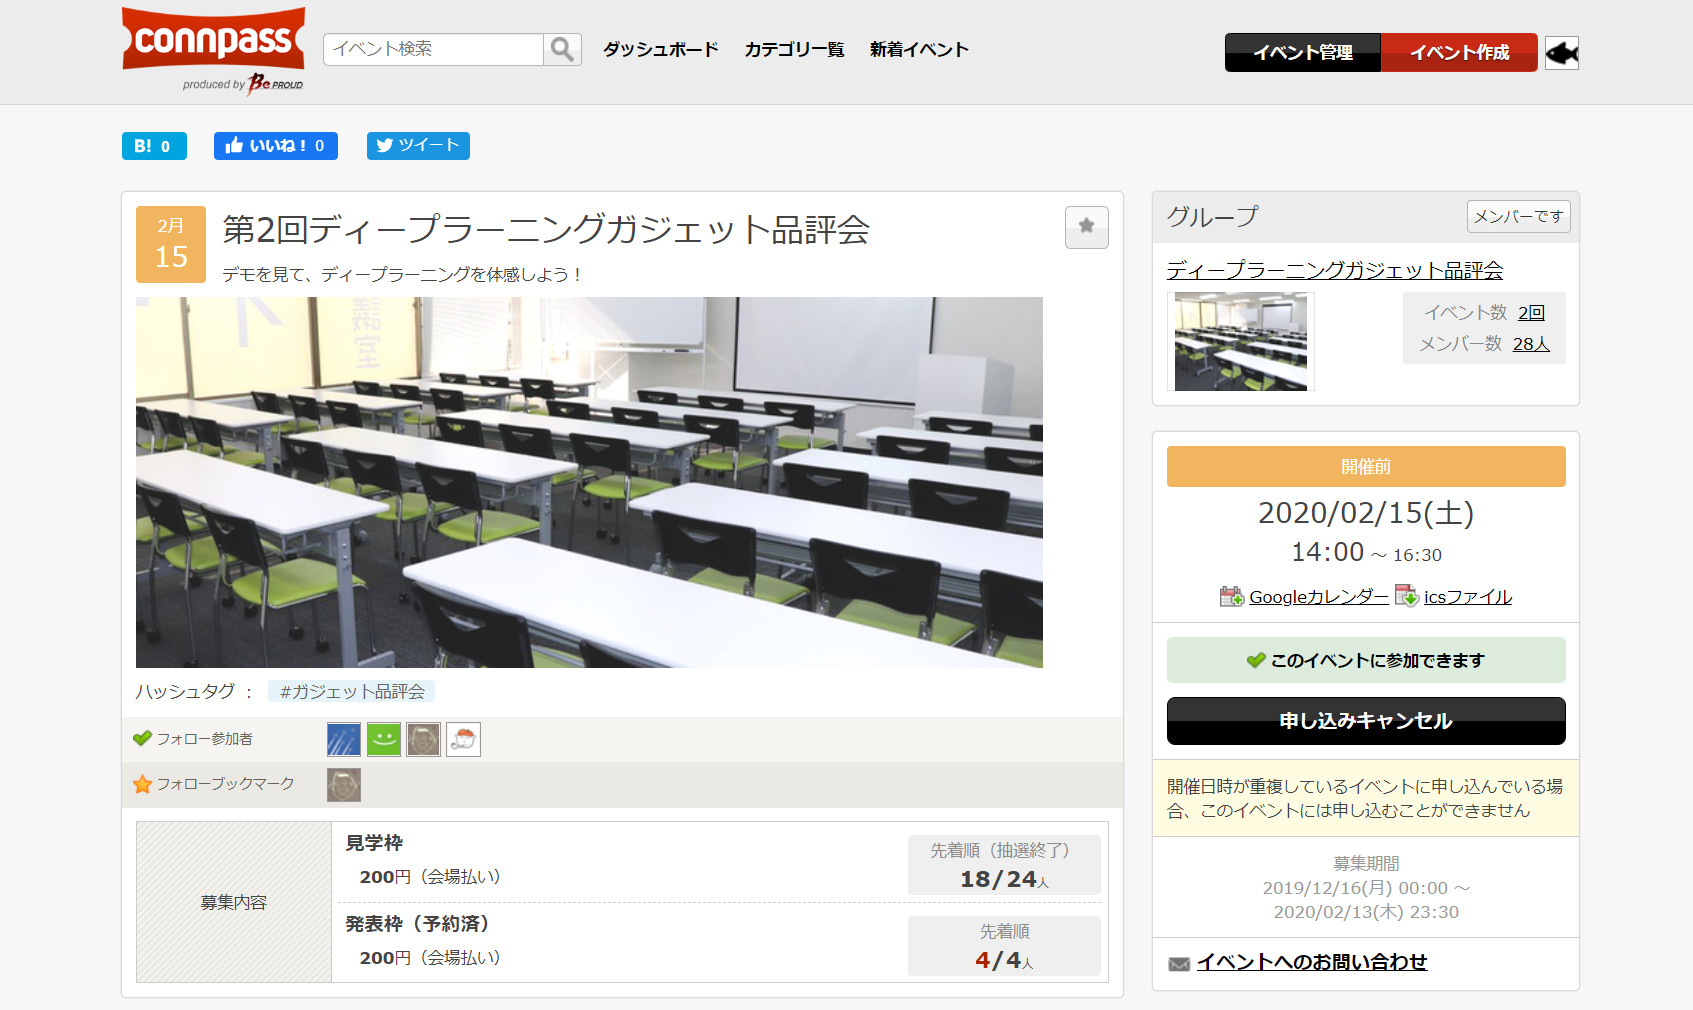 connpass
produced by Be PROUD
イベント検索
ダッシュボード
カテゴリー覧
新着イベント
イベント管理
イベント作成
B! 0
いいね！ 0
ツイート
2月
15
第2回ディープラーニングガジェット品評会
デモを見て、ディープラーニングを体感しよう！
ハッシュタグ ： #ガジェット品評会
フォロー参加者
フォローブックマーク
募集内容
見学枠
200円（会場払い）
先着順（抽選終了）
18/24人
発表枠（予約済）
200円（会場払い）
先着順
4/4人
グループ
メンバーです
ディープラーニングガジェット品評会
イベント数 2回
メンバー数 28人
開催前
2020/02/15(土)
14:00 ～ 16:30
Googleカレンダー
icsファイル
このイベントに参加できます
申し込みキャンセル
開催日時が重複しているイベントに申し込んでいる場
合、このイベントには申し込むことができません
募集期間
2019/12/16(月) 00:00 ～
2020/02/13(木) 23:30
イベントへのお問い合わせ